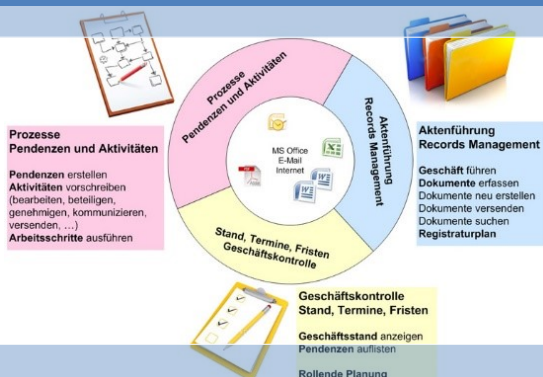 Prozesse
Pendenzen und Aktivitäten
Aktenführung
Records Management
MS Office
E-Mail
Internet
Stand, Termine, Fristen
Geschäftskontrolle
Prozesse
Pendenzen und Aktivitäten
Pendenzen erstellen
Aktivitäten vorschreiben
(bearbeiten, beteiligen,
genehmigen, kommunizieren,
versenden, ...)
Arbeitsschritte ausführen
Aktenführung
Records Management
Geschäft führen
Dokumente erfassen
Dokumente neu erstellen
Dokumente versenden
Dokumente suchen
Registraturplan
Geschäftskontrolle
Stand, Termine, Fristen
Geschäftsstand anzeigen
Pendenzen auflisten
Rollende Planung